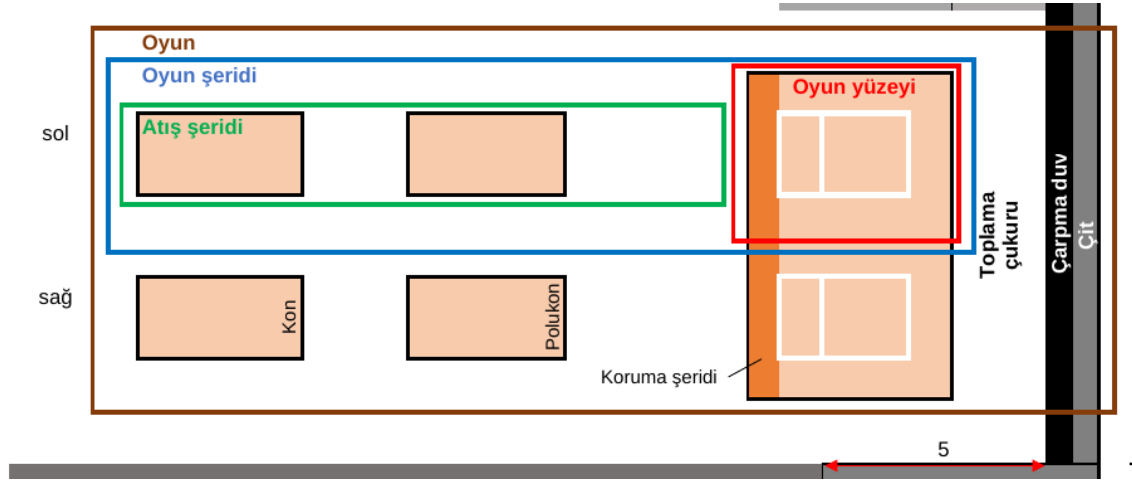 Oyun
Oyun şeridi
Oyun yüzeyi
Atış şeridi
sol
Toplama
çukuru
Çarpma duv
Çit
sağ
Kon
Polukon
Koruma şeridi
5